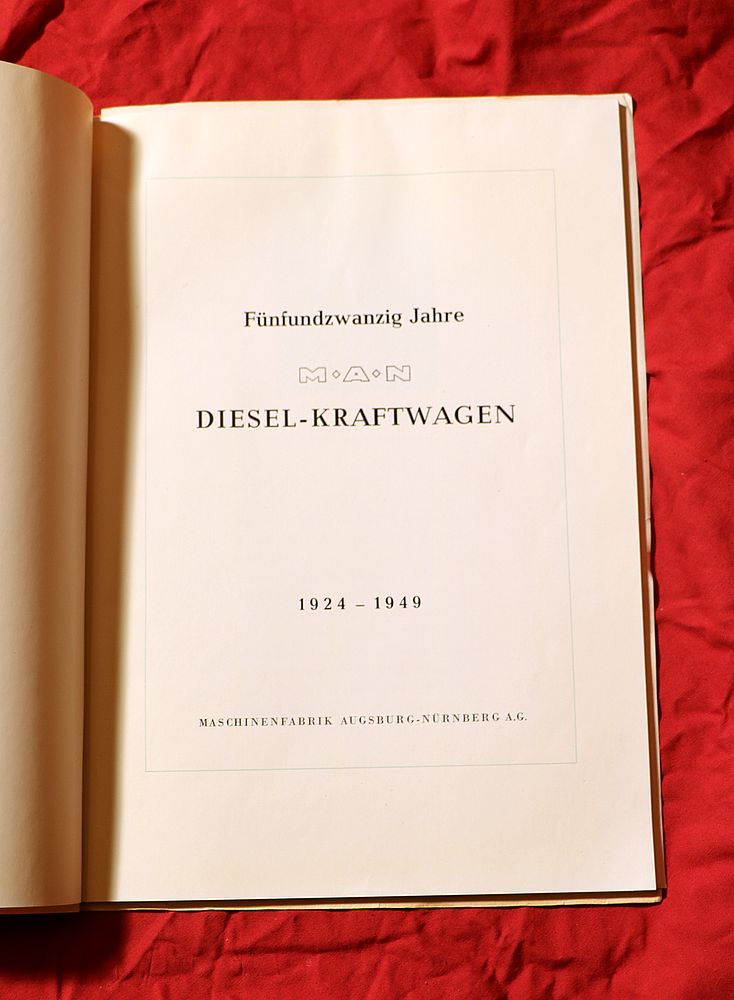 Fünfundzwanzig Jahre
M·A·N
DIESEL-KRAFTWAGEN
1924 – 1949
MASCHINENFABRIK AUGSBURG-NÜRNBERG A.G.